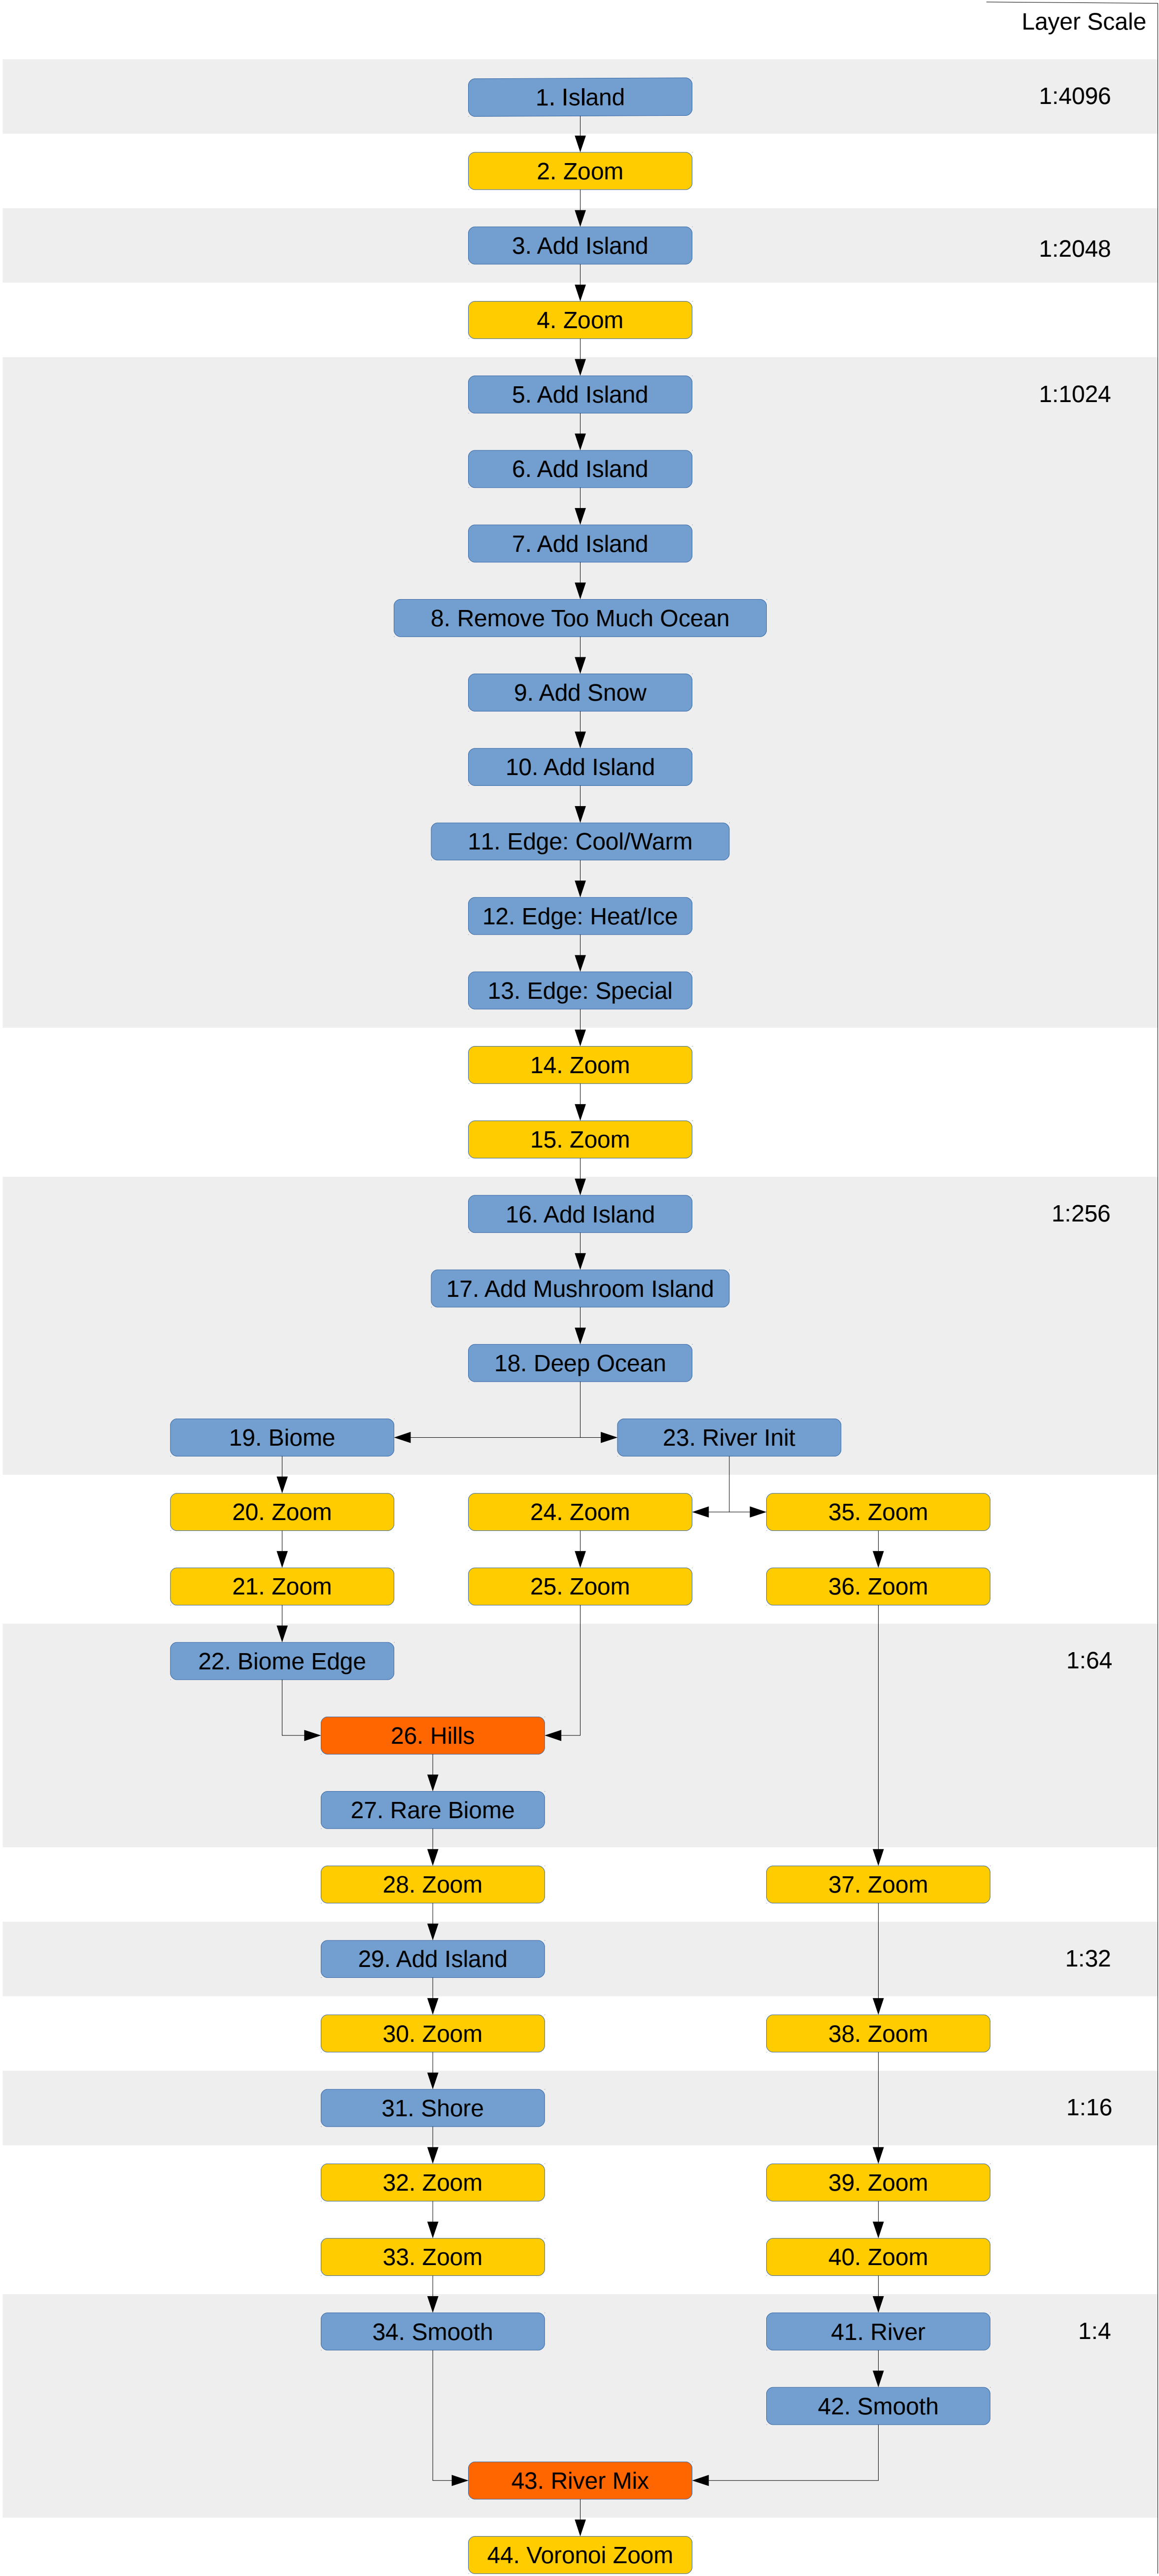 Layer Scale
1. Island
1:4096
2. Zoom
3. Add Island
1:2048
4. Zoom
5. Add Island
1:1024
6. Add Island
7. Add Island
8. Remove Too Much Ocean
9. Add Snow
10. Add Island
11. Edge: Cool/Warm
12. Edge: Heat/Ice
13. Edge: Special
14. Zoom
15. Zoom
16. Add Island
1:256
17. Add Mushroom Island
18. Deep Ocean
19. Biome
23. River Init
20. Zoom
24. Zoom
35. Zoom
21. Zoom
25. Zoom
36. Zoom
22. Biome Edge
1:64
26. Hills
27. Rare Biome
28. Zoom
37. Zoom
29. Add Island
1:32
30. Zoom
38. Zoom
31. Shore
1:16
32. Zoom
39. Zoom
33. Zoom
40. Zoom
34. Smooth
41. River
1:4
42. Smooth
43. River Mix
44. Voronoi Zoom